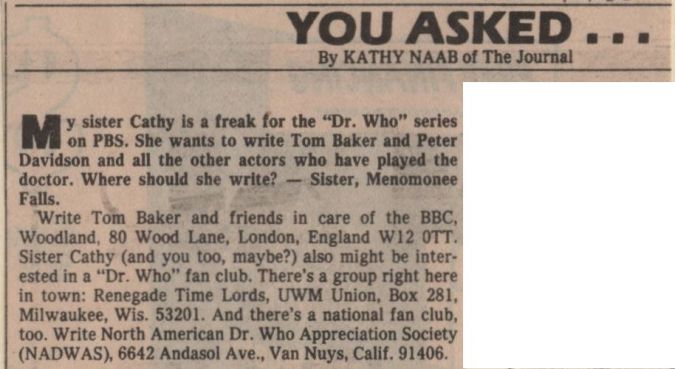 YOU ASKED . . .
By KATHY NAAB of The Journal
My sister Cathy is a freak for the “Dr. Who” series
on PBS. She wants to write Tom Baker and Peter
Davidson and all the other actors who have played the
doctor. Where should she write? — Sister, Menomonee
Falls.
Write Tom Baker and friends in care of the BBC,
Woodland, 80 Wood Lane, London, England W12 0TT.
Sister Cathy (and you too, maybe?) also might be inter-
ested in a “Dr. Who” fan club. There’s a group right here
in town: Renegade Time Lords, UWM Union, Box 281,
Milwaukee, Wis. 53201. And there’s a national fan club,
too. Write North American Dr. Who Appreciation Society
(NADWAS), 6642 Andasol Ave., Van Nuys, Calif. 91406.